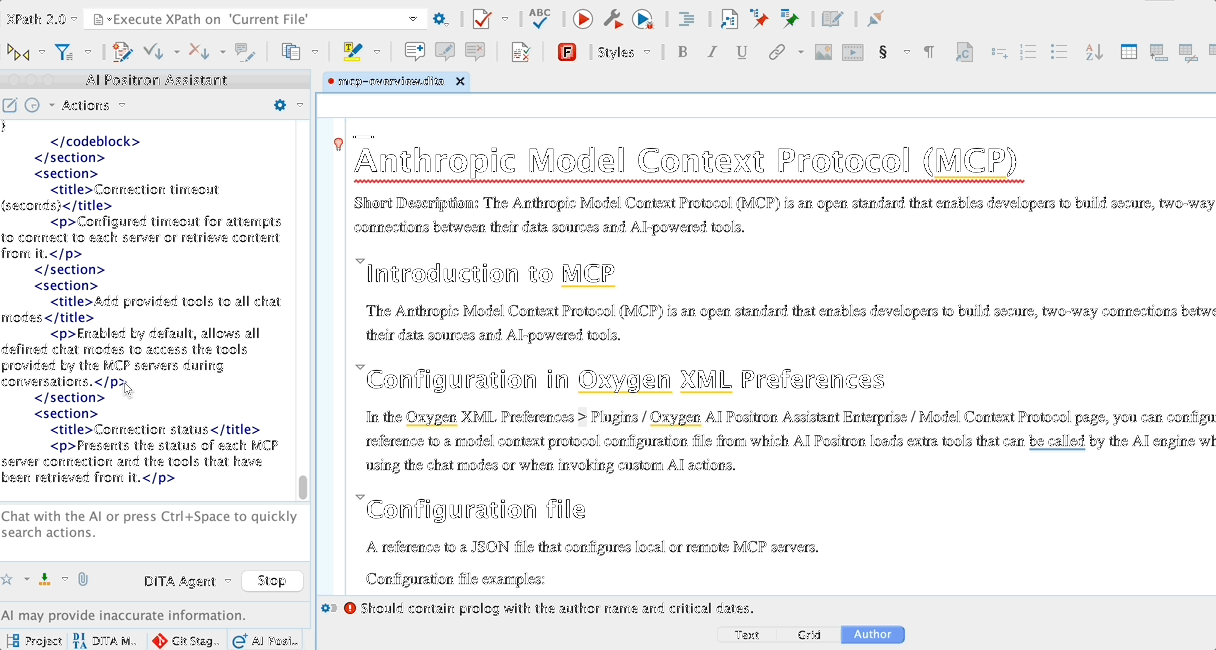 XPath 2.0 Execute XPath on 'Current File'
ABC
F Styles B I U § ¶
AI Positron Assistant
mcp-overview.dita
Actions
}
</codeblock>
</section>
<section>
<title>Connection timeout
(seconds)</title>
<p>Configured timeout for attempts
to connect to each server or retrieve content
from it.</p>
</section>
<section>
<title>Add provided tools to all chat
modes</title>
<p>Enabled by default, allows all
defined chat modes to access the tools
provided by the MCP servers during
conversations.</p>
</section>
<section>
<title>Connection status</title>
<p>Presents the status of each MCP
server connection and the tools that have
been retrieved from it.</p>
Chat with the AI or press Ctrl+Space to quickly
search actions.
DITA Agent Stop
AI may provide inaccurate information.
Project DITA M.. Git Stag.. AI Posi..
Anthropic Model Context Protocol (MCP)
Short Description: The Anthropic Model Context Protocol (MCP) is an open standard that enables developers to build secure, two-way
connections between their data sources and AI-powered tools.
Introduction to MCP
The Anthropic Model Context Protocol (MCP) is an open standard that enables developers to build secure, two-way connections betwe
their data sources and AI-powered tools.
Configuration in Oxygen XML Preferences
In the Oxygen XML Preferences > Plugins / Oxygen AI Positron Assistant Enterprise / Model Context Protocol page, you can configu
reference to a model context protocol configuration file from which AI Positron loads extra tools that can be called by the AI engine wh
using the chat modes or when invoking custom AI actions.
Configuration file
A reference to a JSON file that configures local or remote MCP servers.
Configuration file examples:
Should contain prolog with the author name and critical dates.
Text Grid Author